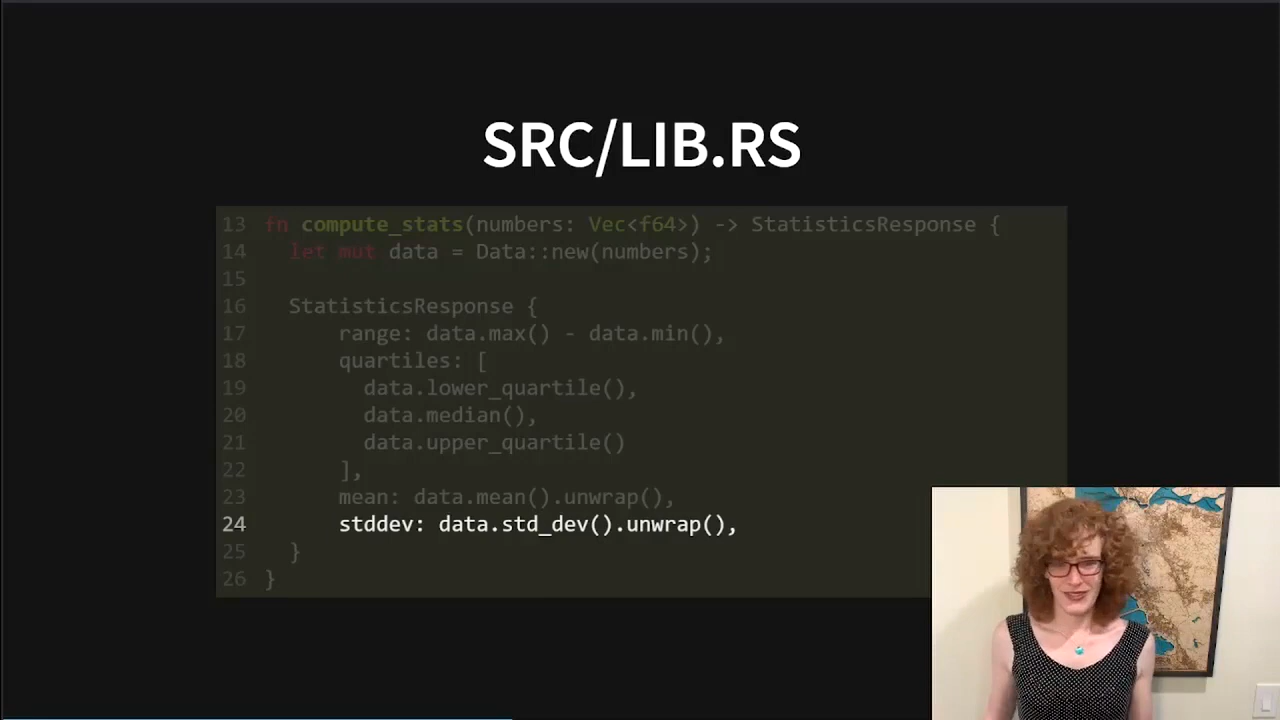 SRC/LIB.RS
13 fn compute_stats(numbers: Vec<f64>) -> StatisticsResponse {
14 let mut data = Data::new(numbers);
15
16 StatisticsResponse {
17 range: data.max() - data.min(),
18 quartiles: [
19 data.lower_quartile(),
20 data.median(),
21 data.upper_quartile()
22 ],
23 mean: data.mean().unwrap(),
24 stddev: data.std_dev().unwrap(),
25 }
26 }